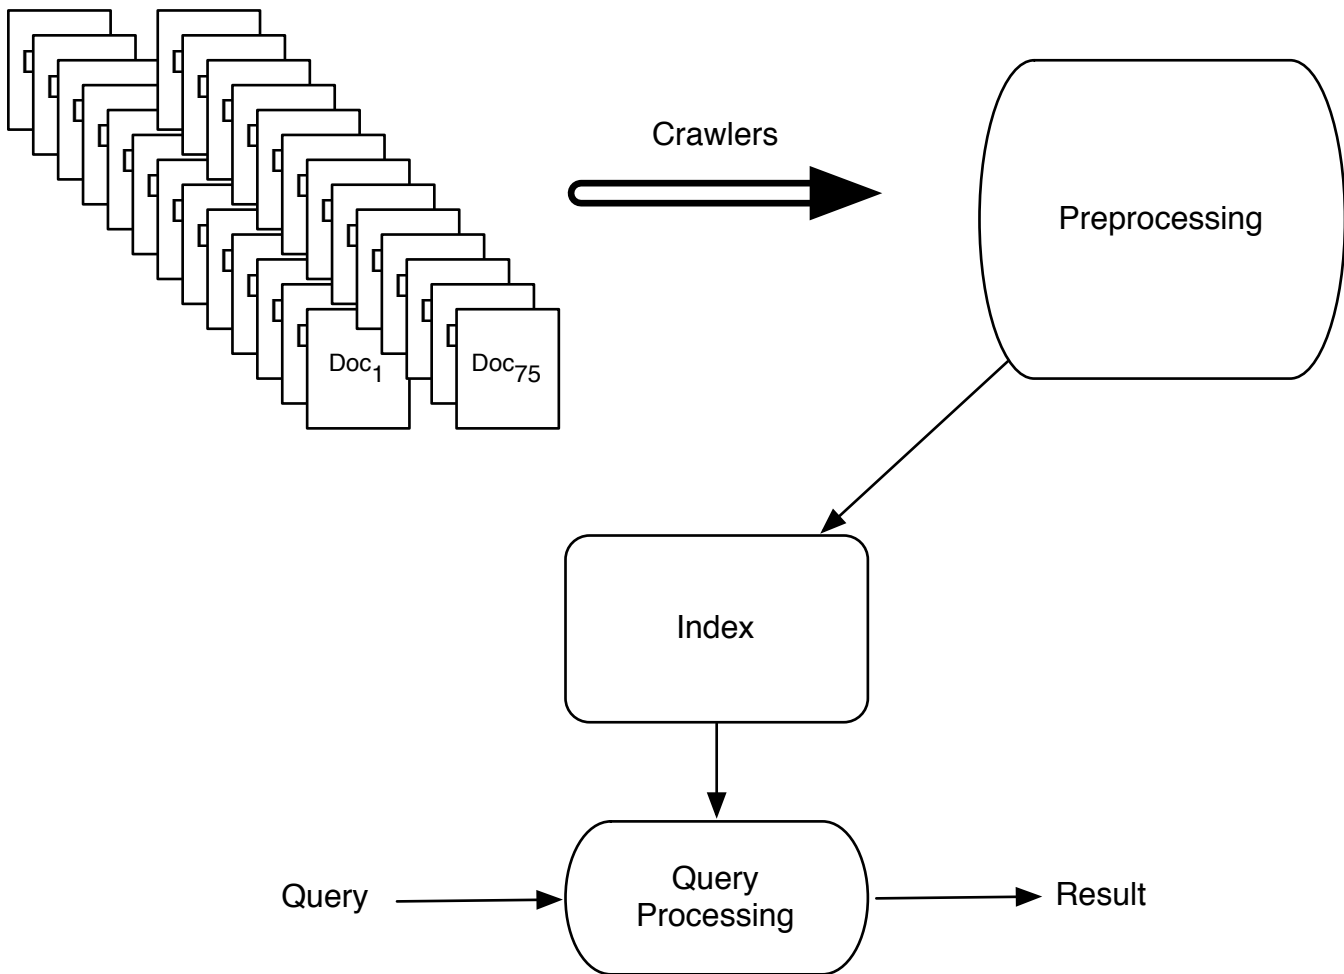 Crawlers
Preprocessing
Doc1
Doc75
Index
Query
Query
Processing
Result